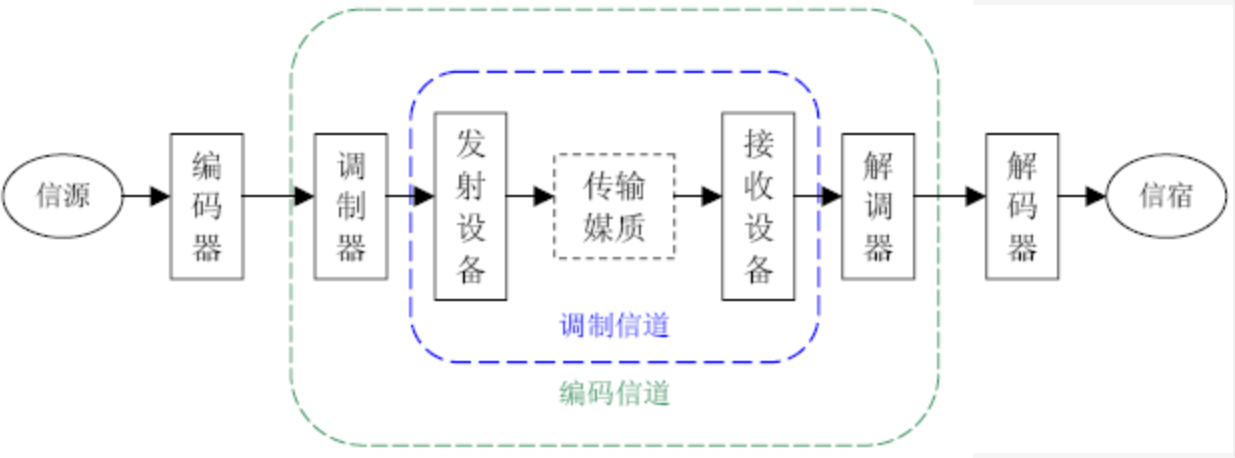 信源
编码器
调制器
发射设备
传输
媒质
接收设备
解调器
解码器
信宿
调制信道
编码信道